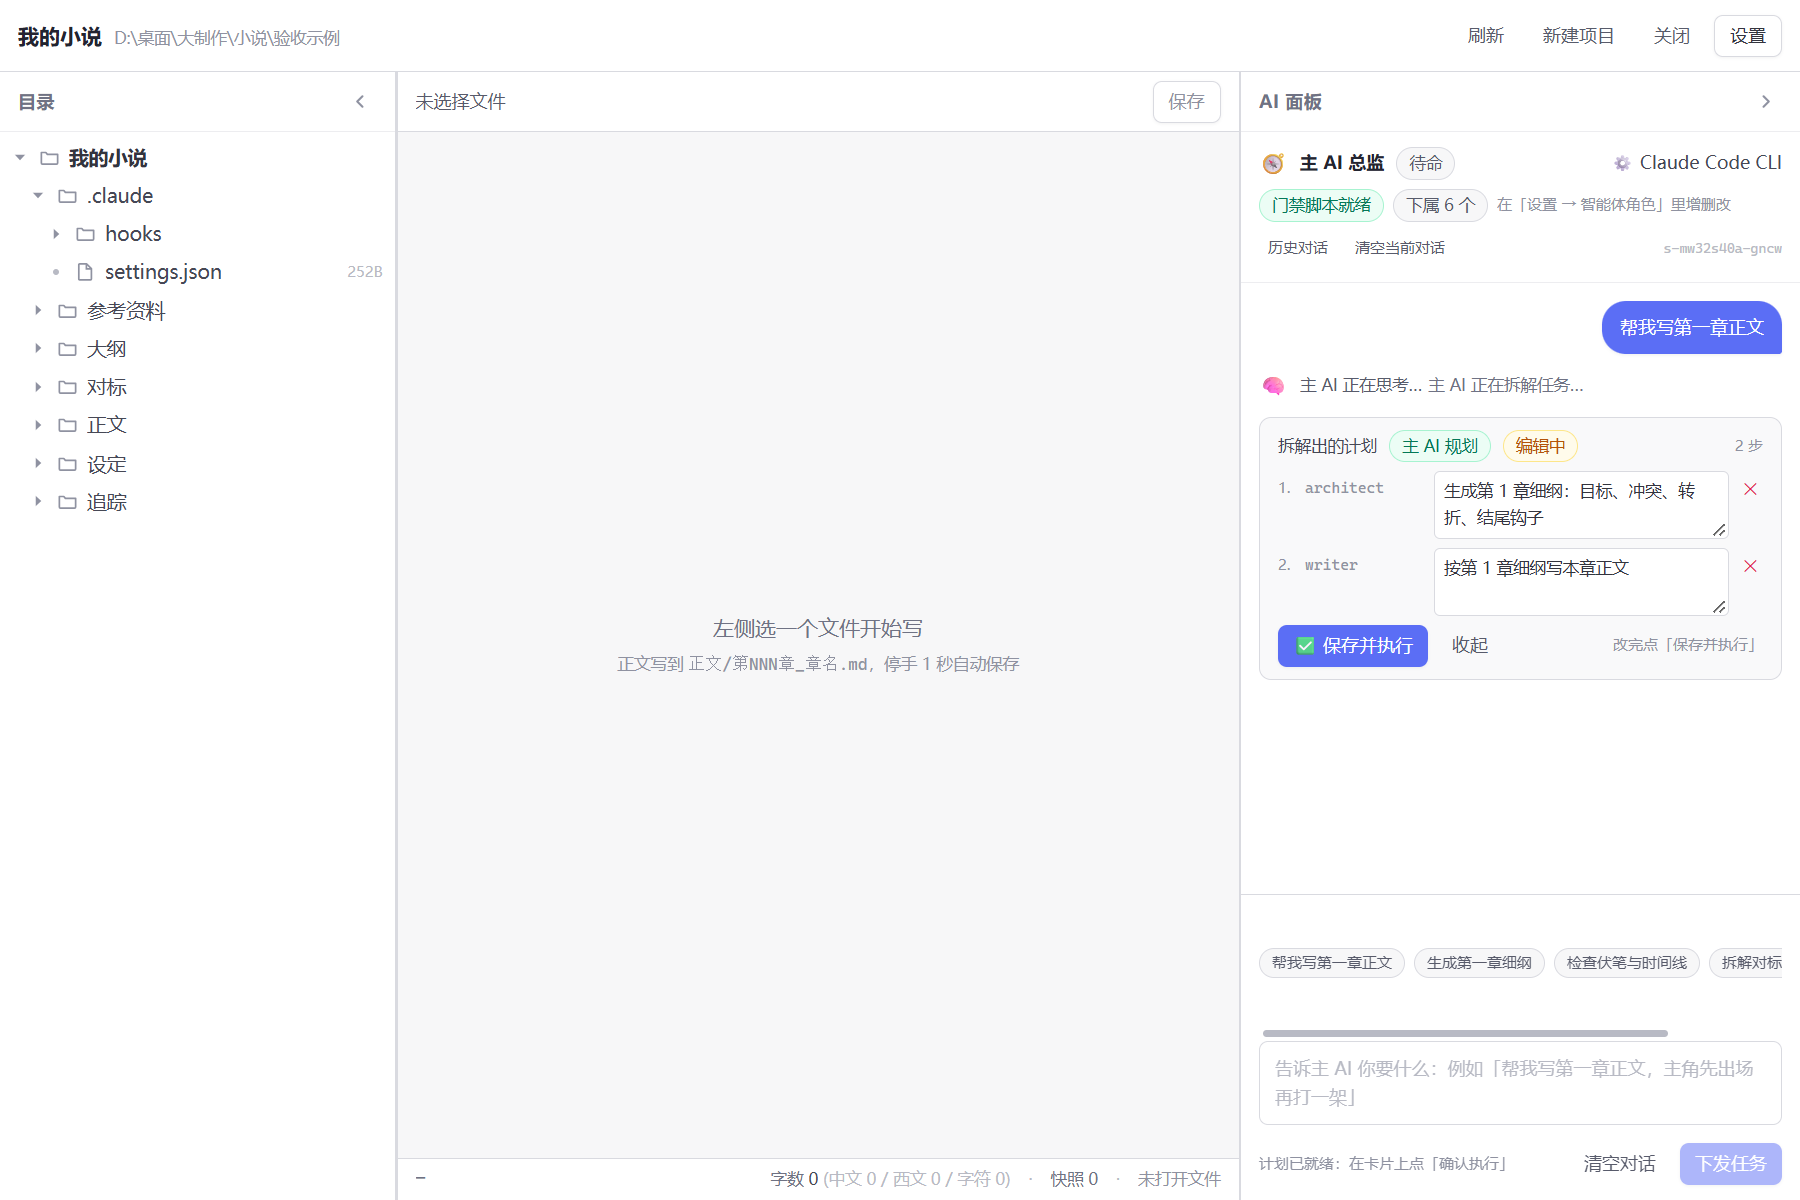 我的小说 D:\桌面\大制作\小说\验收示例
刷新 新建项目 关闭 设置
目录
我的小说
.claude
hooks
settings.json 252B
参考资料
大纲
对标
正文
设定
追踪
未选择文件 保存
左侧选一个文件开始写
正文写到 正文/第NNN章_章名.md，停手 1 秒自动保存
– 字数 0 (中文 0 / 西文 0 / 字符 0) · 快照 0 · 未打开文件
AI 面板
主 AI 总监 待命 Claude Code CLI
门禁脚本就绪 下属 6 个 在「设置 → 智能体角色」里增删改
历史对话 清空当前对话 s-mw32s40a-gncw
帮我写第一章正文
主 AI 正在思考... 主 AI 正在拆解任务...
拆解出的计划 主 AI 规划 编辑中 2 步
1. architect 生成第 1 章细纲：目标、冲突、转
折、结尾钩子
2. writer 按第 1 章细纲写本章正文
保存并执行 收起 改完点「保存并执行」
帮我写第一章正文 生成第一章细纲 检查伏笔与时间线 拆解对标
告诉主 AI 你要什么：例如「帮我写第一章正文，主角先出场
再打一架」
计划已就绪：在卡片上点「确认执行」 清空对话 下发任务